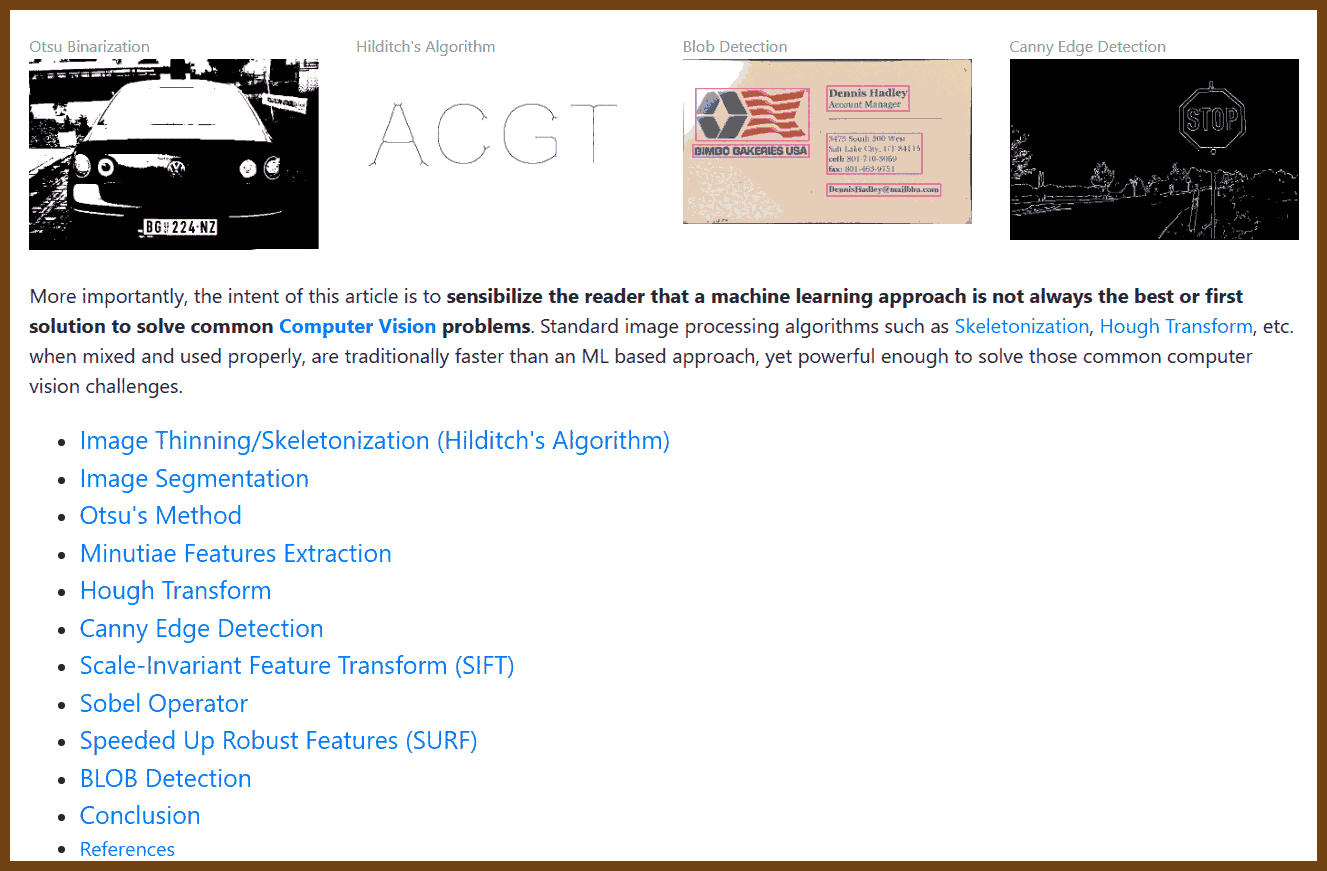 Otsu Binarization
Hilditch's Algorithm
Blob Detection
Canny Edge Detection
BG 224-NZ
ACGT
BIMBO BAKERIES USA
Dennis Hadley
Account Manager
3475 South 300 West
Salt Lake City, UT 84115
cell: 801-710-3069
fax: 801-463-9751
DennisHadley@mailbba.com
STOP
More importantly, the intent of this article is to sensibilize the reader that a machine learning approach is not always the best or first
solution to solve common Computer Vision problems. Standard image processing algorithms such as Skeletonization, Hough Transform, etc.
when mixed and used properly, are traditionally faster than an ML based approach, yet powerful enough to solve those common computer
vision challenges.
• Image Thinning/Skeletonization (Hilditch's Algorithm)
• Image Segmentation
• Otsu's Method
• Minutiae Features Extraction
• Hough Transform
• Canny Edge Detection
• Scale-Invariant Feature Transform (SIFT)
• Sobel Operator
• Speeded Up Robust Features (SURF)
• BLOB Detection
• Conclusion
• References